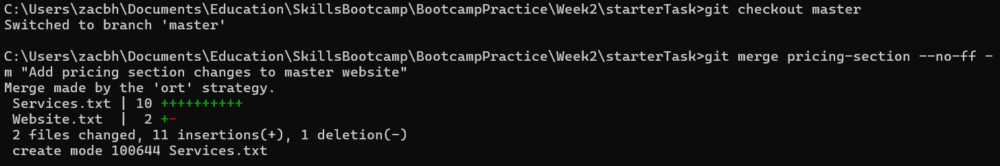 C:\Users\zacbh\Documents\Education\SkillsBootcamp\BootcampPractice\Week2\starterTask>git checkout master
Switched to branch 'master'
C:\Users\zacbh\Documents\Education\SkillsBootcamp\BootcampPractice\Week2\starterTask>git merge pricing-section --no-ff -
m "Add pricing section changes to master website"
Merge made by the 'ort' strategy.
 Services.txt | 10 ++++++++++
 Website.txt  |  2 +-
 2 files changed, 11 insertions(+), 1 deletion(-)
 create mode 100644 Services.txt